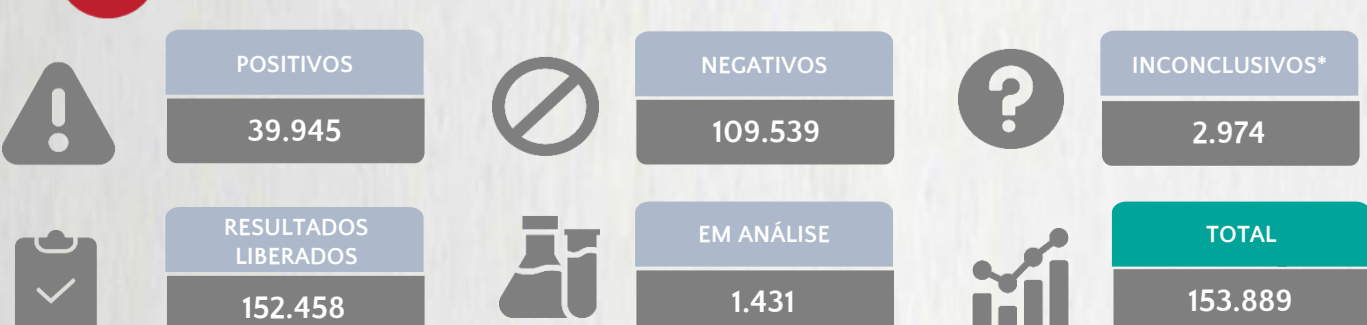 POSITIVOS
39.945
NEGATIVOS
109.539
INCONCLUSIVOS*
2.974
RESULTADOS
LIBERADOS
152.458
EM ANÁLISE
1.431
TOTAL
153.889